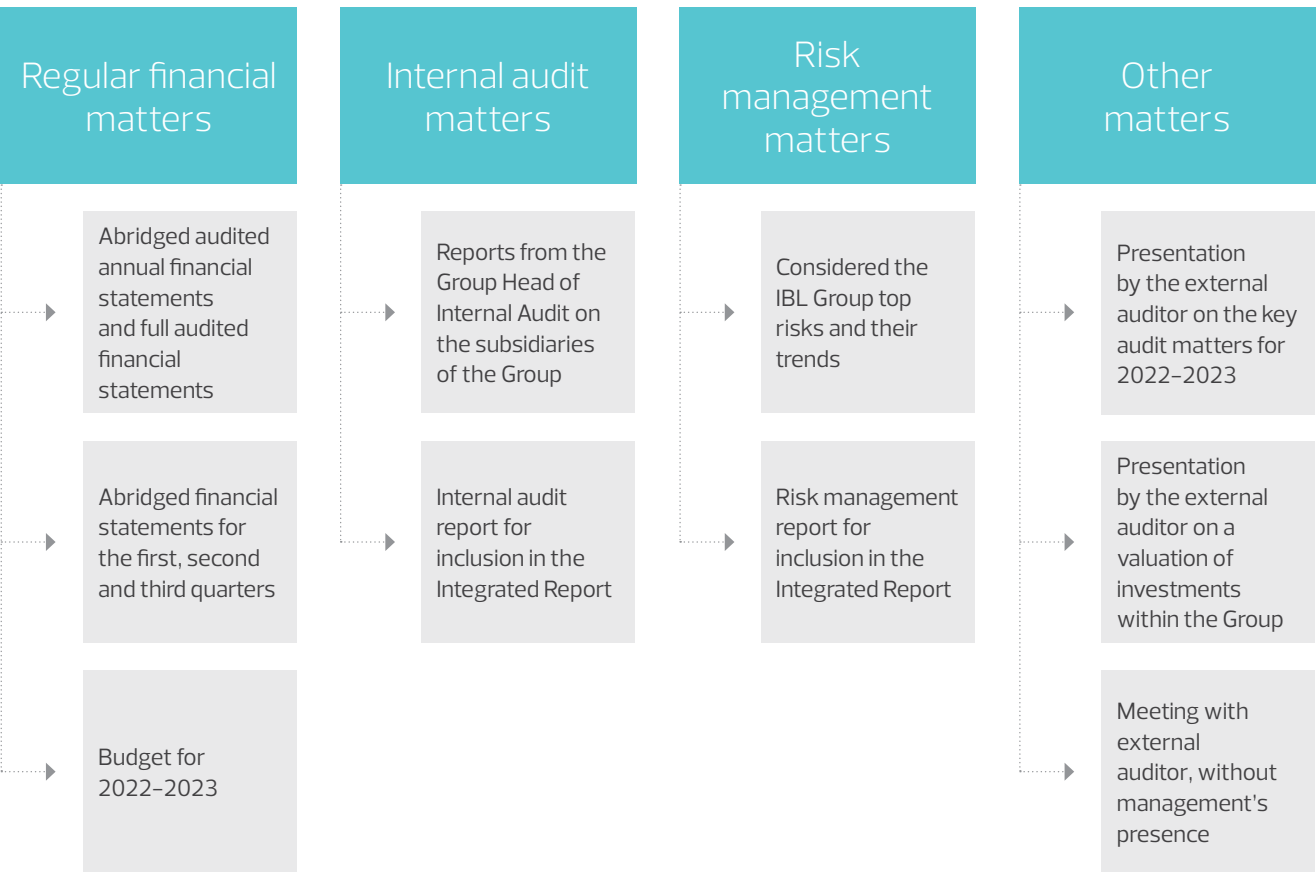 Regular financial
matters
Abridged audited
annual financial
statements
and full audited
financial
statements
Abridged financial
statements for
the first, second
and third quarters
Budget for
2022–2023
Internal audit
matters
Reports from the
Group Head of
Internal Audit on
the subsidiaries
of the Group
Internal audit
report for
inclusion in the
Integrated Report
Risk
management
matters
Considered the
IBL Group top
risks and their
trends
Risk management
report for
inclusion in the
Integrated Report
Other
matters
Presentation
by the external
auditor on the key
audit matters for
2022–2023
Presentation
by the external
auditor on a
valuation of
investments
within the Group
Meeting with
external
auditor, without
management’s
presence